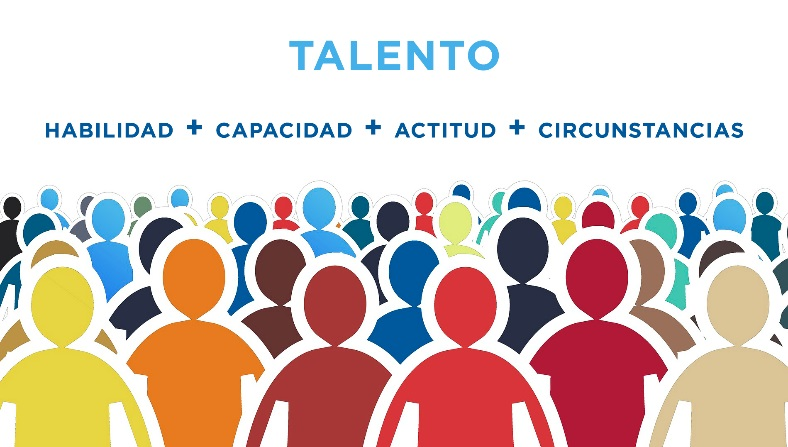 TALENTO
HABILIDAD + CAPACIDAD + ACTITUD + CIRCUNSTANCIAS